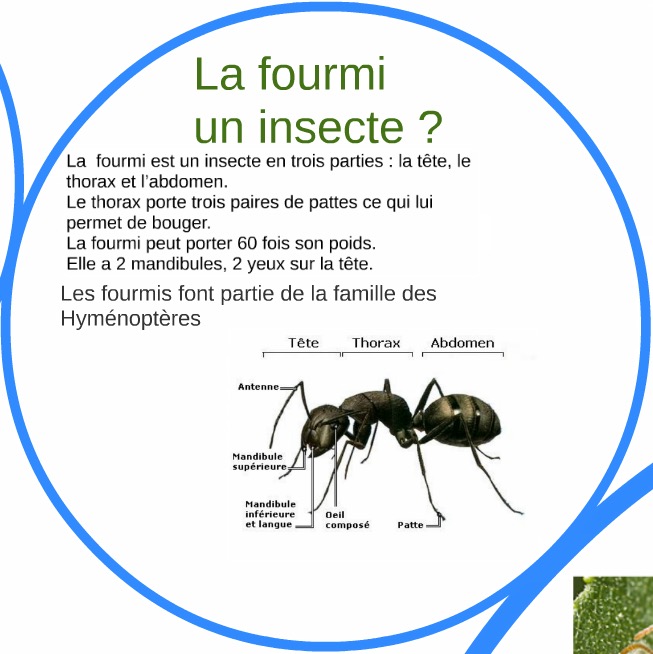 La fourmi
un insecte ?
La  fourmi est un insecte en trois parties : la tête, le
thorax et l'abdomen.
Le thorax porte trois paires de pattes ce qui lui
permet de bouger.
La fourmi peut porter 60 fois son poids.
Elle a 2 mandibules, 2 yeux sur la tête.
Les fourmis font partie de la famille des
Hyménoptères
Tête Thorax Abdomen
Antenne
Mandibule
supérieure
Mandibule
inférieure
et langue
Oeil
composé
Patte